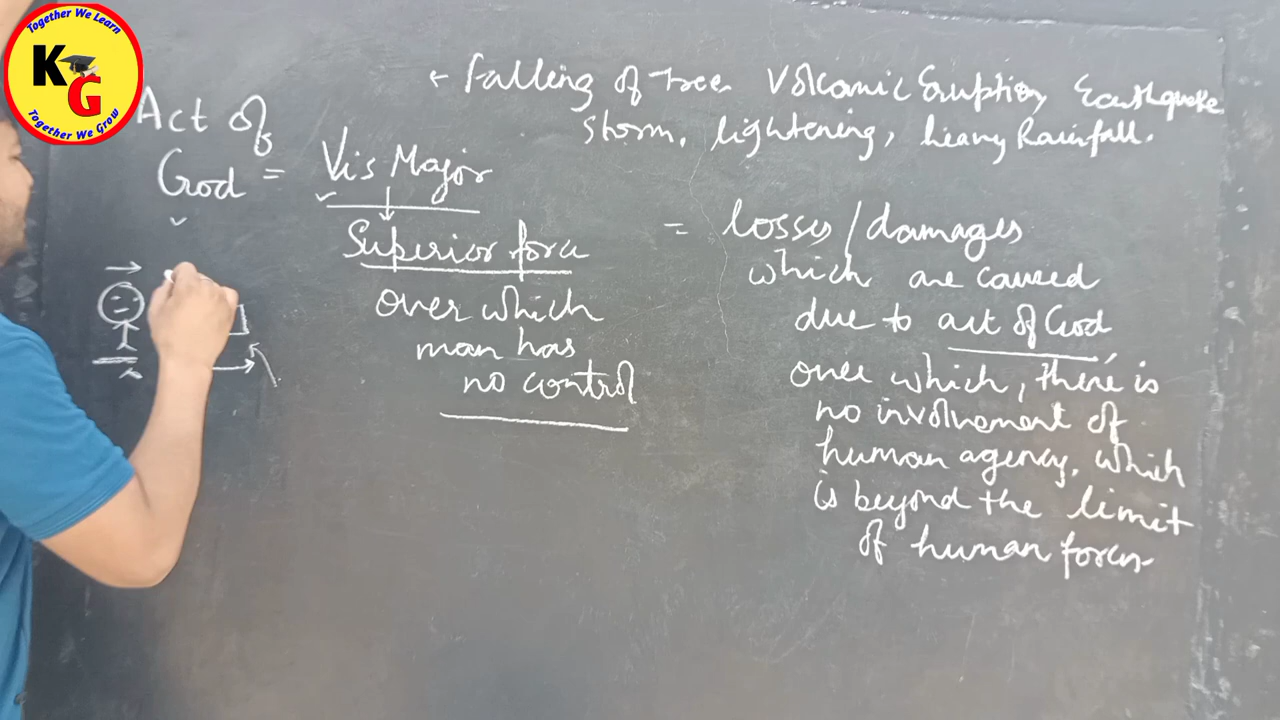 Together We Learn
KG
Together We Grow
Act of
God = Vis Major
Superior force
over which
man has
no control
Falling of tree Volcanic Eruption, Earthquake
storm, lightening, heavy Rainfall.
= losses/damages
which are caused
due to act of God,
over which, there is
no involvement of
human agency, which
is beyond the limit
of human forces